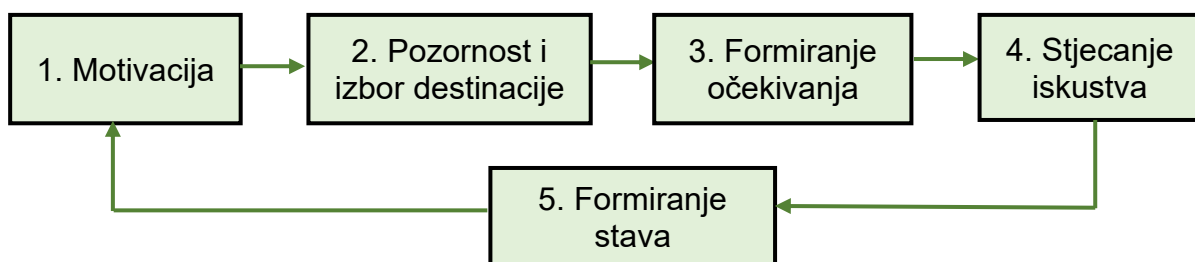 1. Motivacija
2. Pozornost i
izbor destinacije
3. Formiranje
očekivanja
4. Stjecanje
iskustva
5. Formiranje
stava